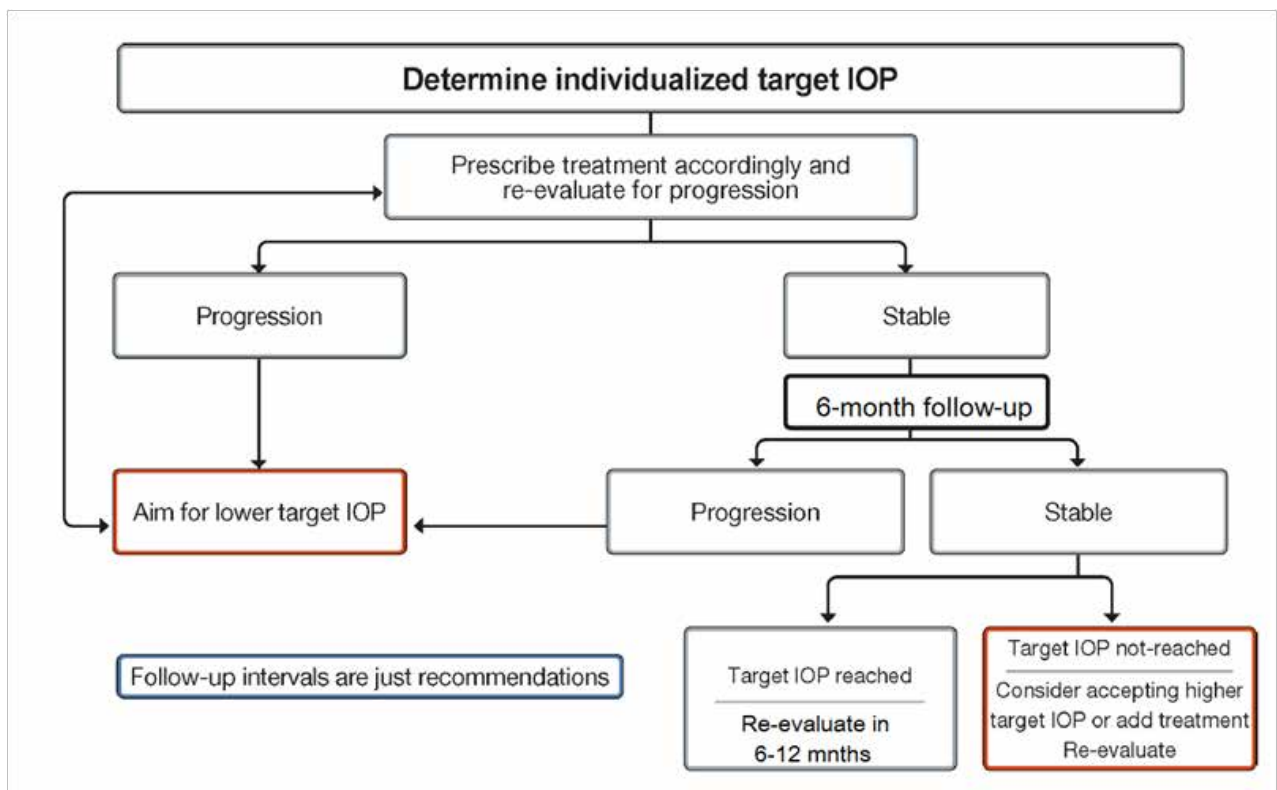 Determine individualized target IOP
Prescribe treatment accordingly and
re-evaluate for progression
Progression
Stable
6-month follow-up
Aim for lower target IOP
Progression
Stable
Follow-up intervals are just recommendations
Target IOP reached
Re-evaluate in
6-12 mnths
Target IOP not-reached
Consider accepting higher
target IOP or add treatment
Re-evaluate